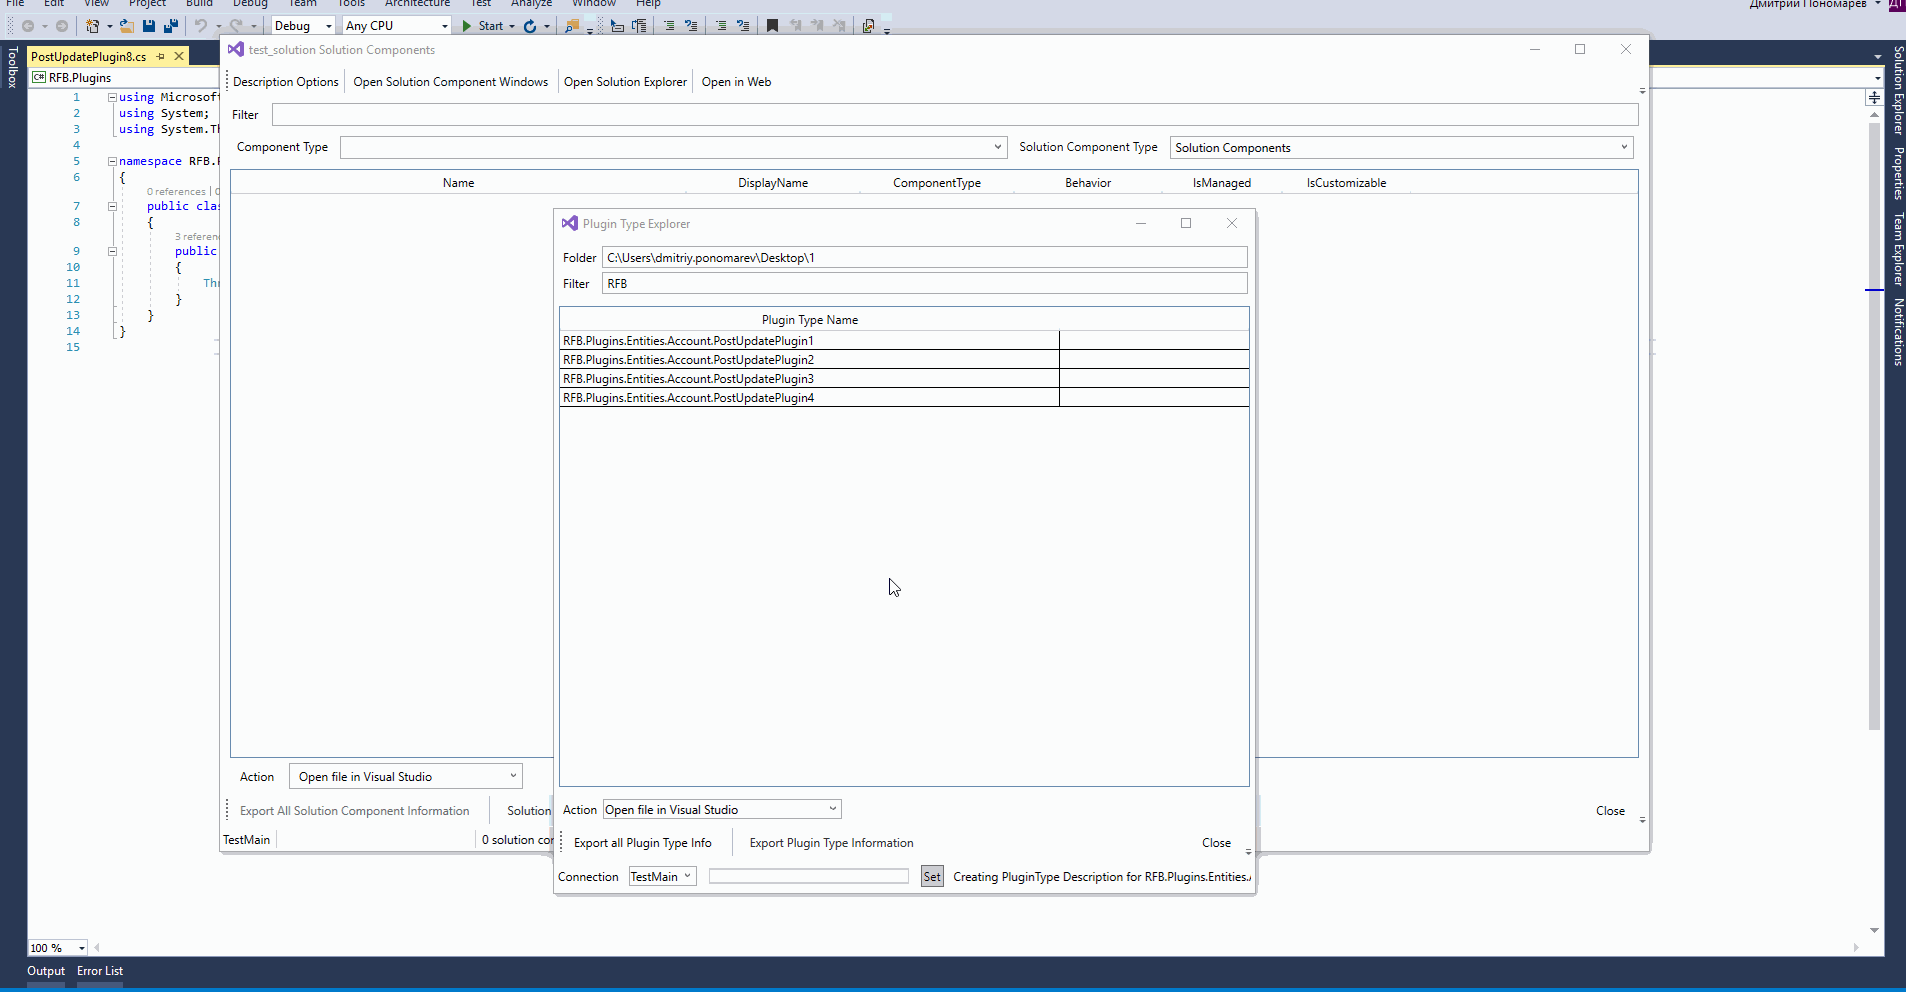 File Edit View Project Build Debug Team Tools Architecture Test Analyze Window Help
Дмитрий Пономарев
Debug Any CPU Start
Toolbox
PostUpdatePlugin8.cs
C# RFB.Plugins
1 using Microsoft
2 using System;
3 using System.Th
4
5 namespace RFB.
6 {
0 references | 0
7 public clas
8 {
3 referen
9 public
10 {
11 Thr
12 }
13 }
14 }
15
100 %
Output Error List
test_solution Solution Components
Description Options Open Solution Component Windows Open Solution Explorer Open in Web
Filter
Component Type Solution Component Type Solution Components
Name DisplayName ComponentType Behavior IsManaged IsCustomizable
Action Open file in Visual Studio
Export All Solution Component Information Solution Close
TestMain 0 solution cor
Plugin Type Explorer
Folder C:\Users\dmitriy.ponomarev\Desktop\1
Filter RFB
Plugin Type Name
RFB.Plugins.Entities.Account.PostUpdatePlugin1
RFB.Plugins.Entities.Account.PostUpdatePlugin2
RFB.Plugins.Entities.Account.PostUpdatePlugin3
RFB.Plugins.Entities.Account.PostUpdatePlugin4
Action Open file in Visual Studio
Export all Plugin Type Info Export Plugin Type Information Close
Connection TestMain Set Creating PluginType Description for RFB.Plugins.Entities.
Solution Explorer
Properties
Team Explorer
Notifications